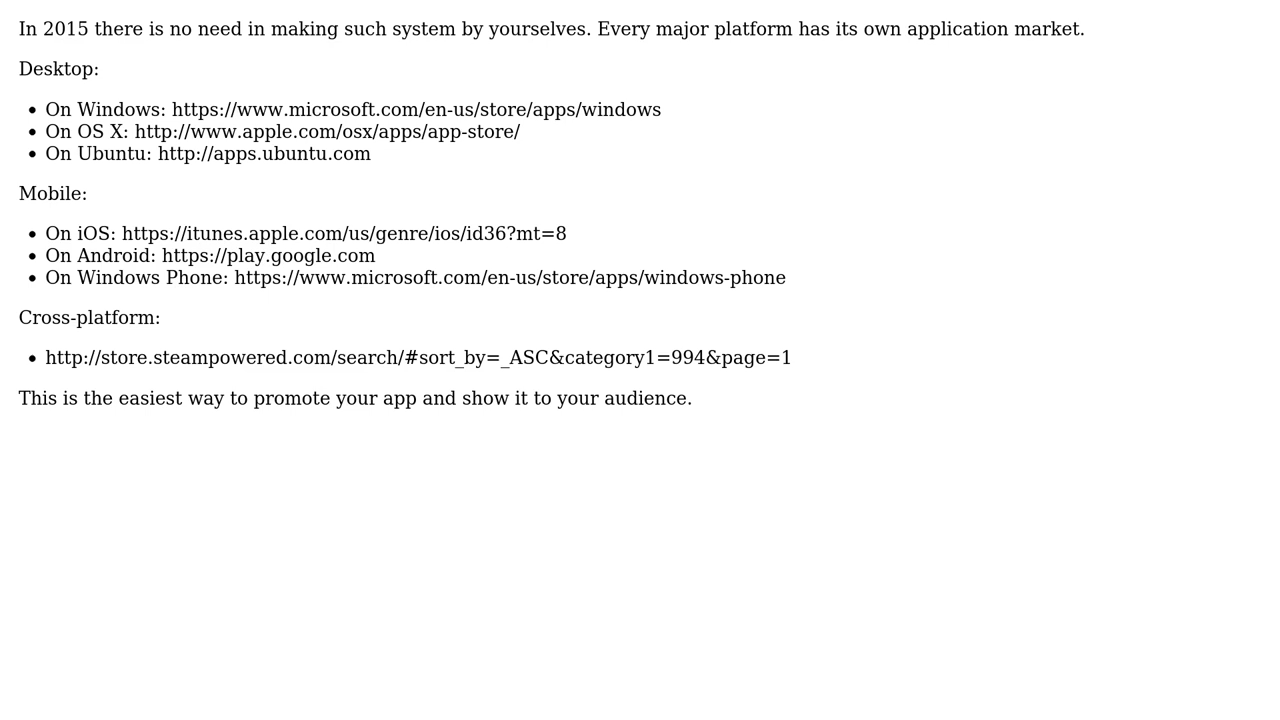 In 2015 there is no need in making such system by yourselves. Every major platform has its own application market.
Desktop:
• On Windows: https://www.microsoft.com/en-us/store/apps/windows
• On OS X: http://www.apple.com/osx/apps/app-store/
• On Ubuntu: http://apps.ubuntu.com
Mobile:
• On iOS: https://itunes.apple.com/us/genre/ios/id36?mt=8
• On Android: https://play.google.com
• On Windows Phone: https://www.microsoft.com/en-us/store/apps/windows-phone
Cross-platform:
• http://store.steampowered.com/search/#sort_by=_ASC&category1=994&page=1
This is the easiest way to promote your app and show it to your audience.